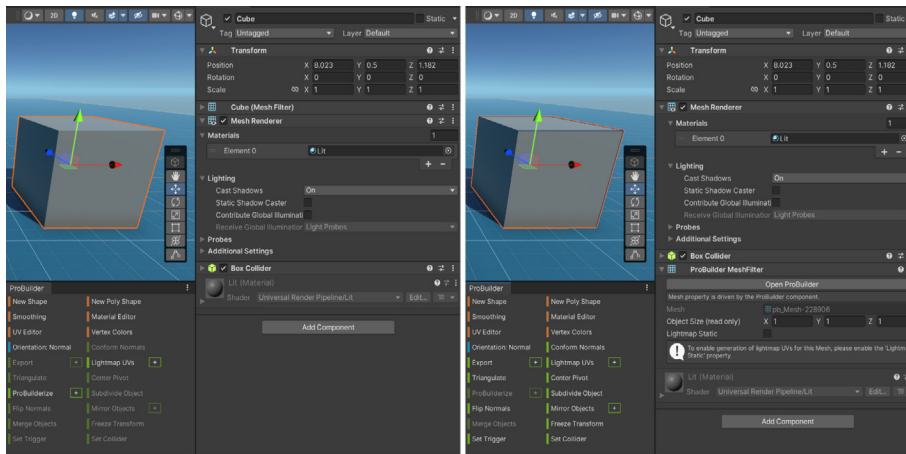 2D
Cube
Static
Tag Untagged
Layer Default
Transform
Position X 8.023 Y 0.5 Z 1.182
Rotation X 0 Y 0 Z 0
Scale X 1 Y 1 Z 1
Cube (Mesh Filter)
Mesh Renderer
Materials 1
Element 0 Lit
+ −
Lighting
Cast Shadows On
Static Shadow Caster
Contribute Global Illuminati
Receive Global Illumination Light Probes
Probes
Additional Settings
Box Collider
Lit (Material)
Shader Universal Render Pipeline/Lit Edit...
Add Component
ProBuilder
New Shape New Poly Shape
Smoothing Material Editor
UV Editor Vertex Colors
Orientation: Normal Conform Normals
Export + Lightmap UVs +
Triangulate Center Pivot
ProBuilderize + Subdivide Object
Flip Normals Mirror Objects +
Merge Objects Freeze Transform
Set Trigger Set Collider
2D
Cube
Static
Tag Untagged
Layer Default
Transform
Position X 8.023 Y 0.5 Z 1.182
Rotation X 0 Y 0 Z 0
Scale X 1 Y 1 Z 1
Mesh Renderer
Materials 1
Element 0 Lit
+ −
Lighting
Cast Shadows On
Static Shadow Caster
Contribute Global Illuminati
Receive Global Illumination Light Probes
Probes
Additional Settings
Box Collider
ProBuilder MeshFilter
Open ProBuilder
Mesh property is driven by the ProBuilder component.
Mesh pb_Mesh-228906
Object Size (read only) X 1 Y 1 Z 1
Lightmap Static
To enable generation of lightmap UVs for this Mesh, please enable the 'Lightm
Static' property.
Lit (Material)
Shader Universal Render Pipeline/Lit Edit...
Add Component
ProBuilder
New Shape New Poly Shape
Smoothing Material Editor
UV Editor Vertex Colors
Orientation: Normal Conform Normals
Export + Lightmap UVs +
Triangulate Center Pivot
ProBuilderize + Subdivide Object
Flip Normals Mirror Objects +
Merge Objects Freeze Transform
Set Trigger Set Collider